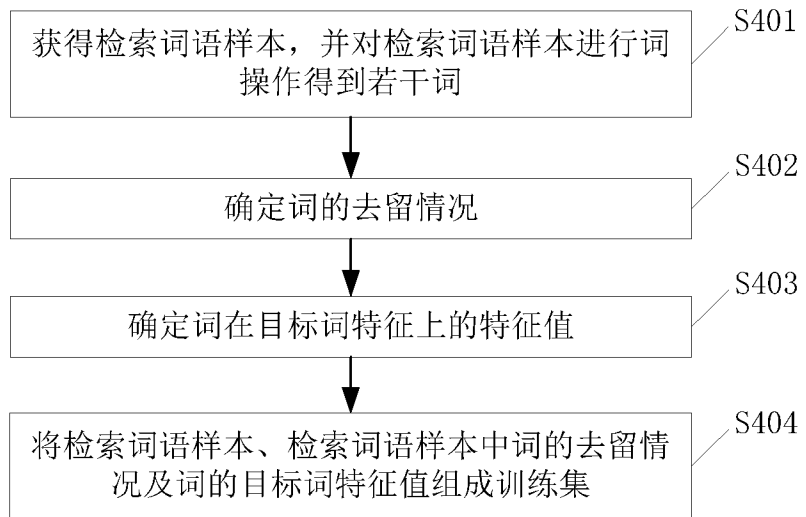 获得检索词语样本，并对检索词语样本进行词
操作得到若干词
S401
确定词的去留情况
S402
确定词在目标词特征上的特征值
S403
将检索词语样本、检索词语样本中词的去留情
况及词的目标词特征值组成训练集
S404